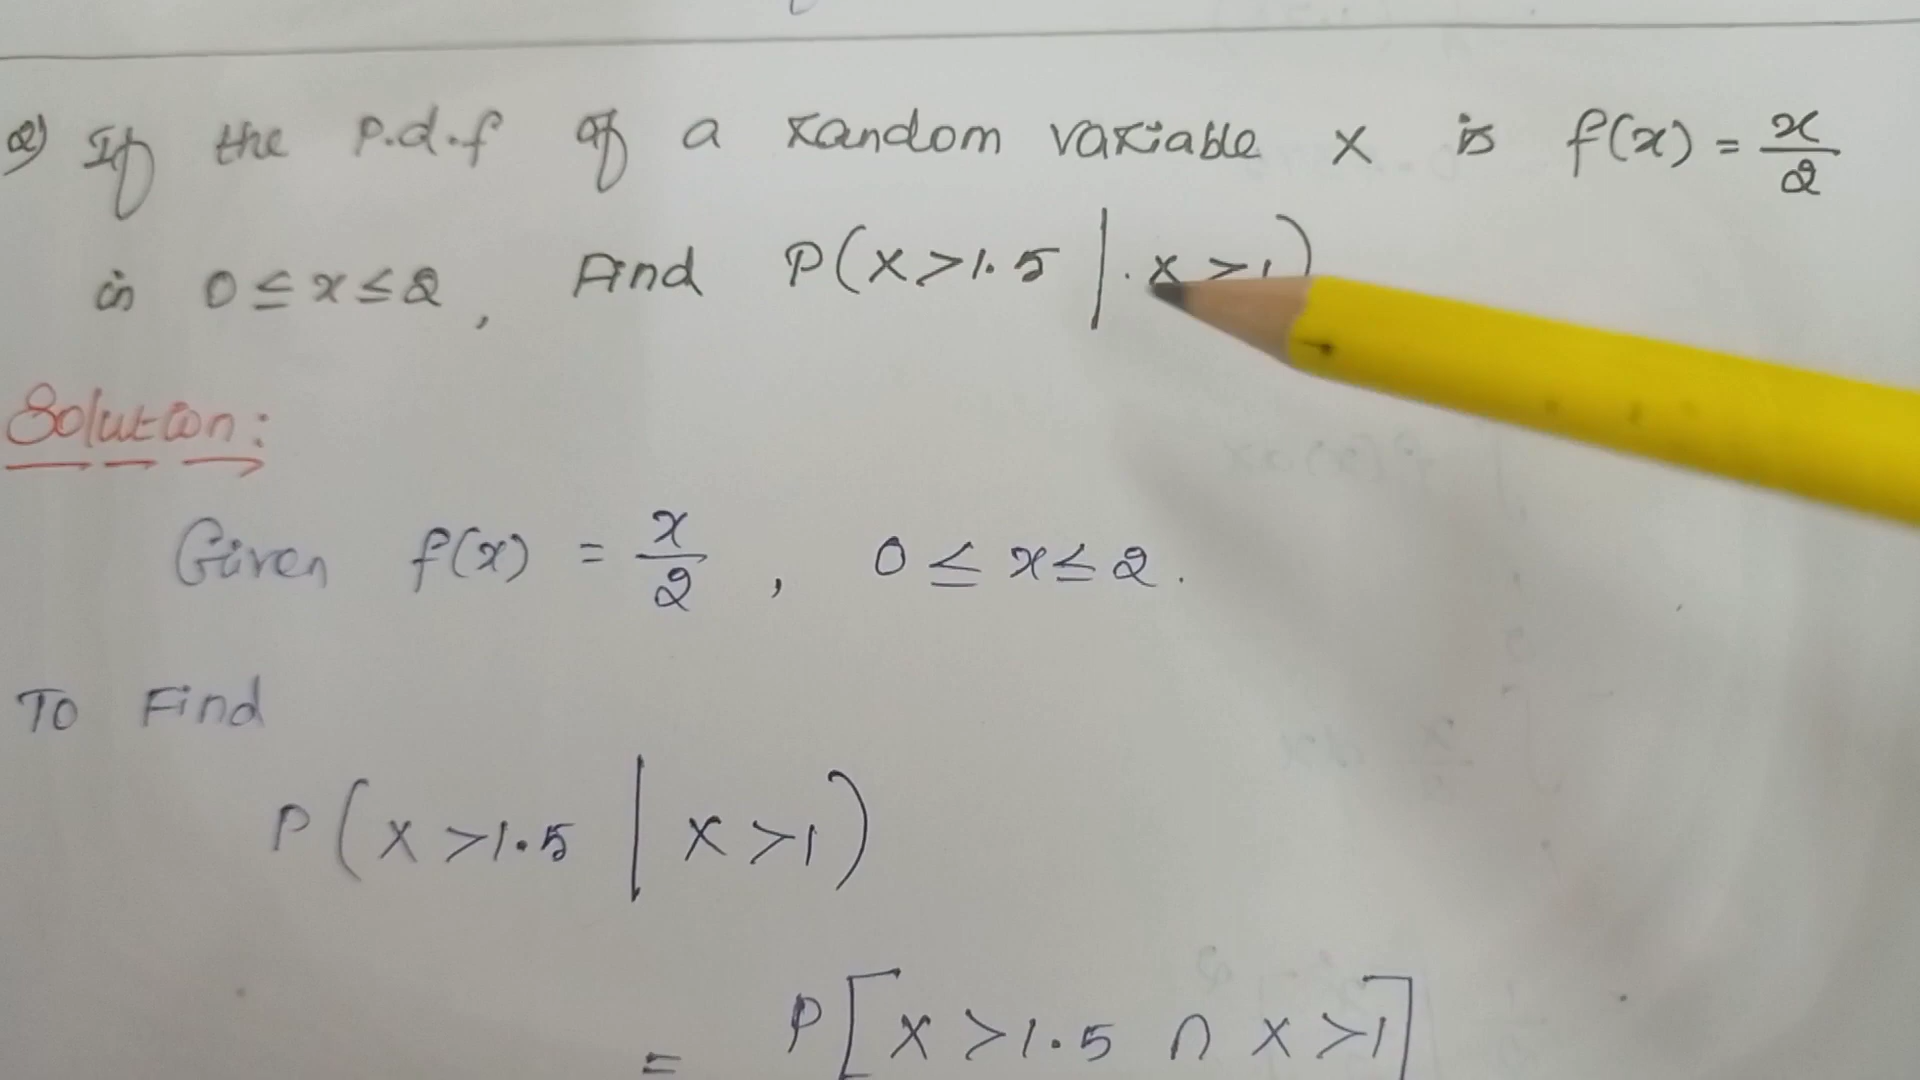 2) If the p.d.f of a random variable X is f(x) = x/2
in 0 ≤ x ≤ 2, Find P(X>1.5 | X>1)
Solution:
Given f(x) = x/2, 0 ≤ x ≤ 2.
To Find
P(X>1.5 | X>1)
= P[X>1.5 ∩ X>1]